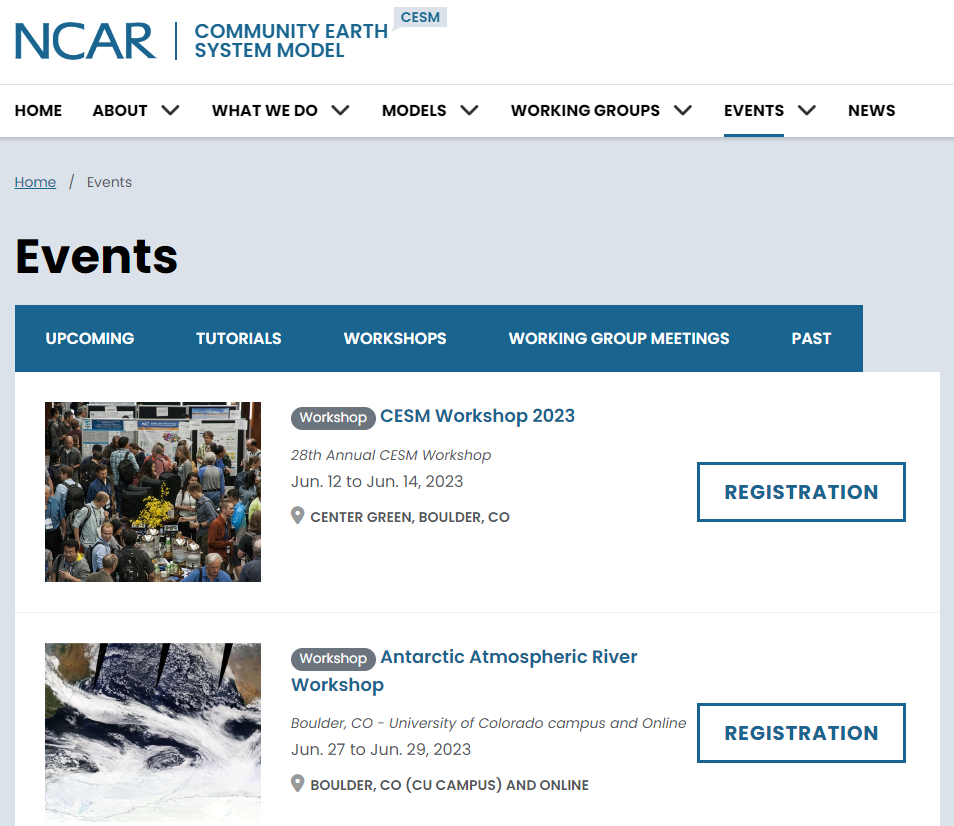 NCAR
COMMUNITY EARTH
SYSTEM MODEL
CESM
HOME ABOUT WHAT WE DO MODELS WORKING GROUPS EVENTS NEWS
Home / Events
Events
UPCOMING TUTORIALS WORKSHOPS WORKING GROUP MEETINGS PAST
Workshop CESM Workshop 2023
28th Annual CESM Workshop
Jun. 12 to Jun. 14, 2023
CENTER GREEN, BOULDER, CO
REGISTRATION
Workshop Antarctic Atmospheric River
Workshop
Boulder, CO - University of Colorado campus and Online
Jun. 27 to Jun. 29, 2023
BOULDER, CO (CU CAMPUS) AND ONLINE
REGISTRATION